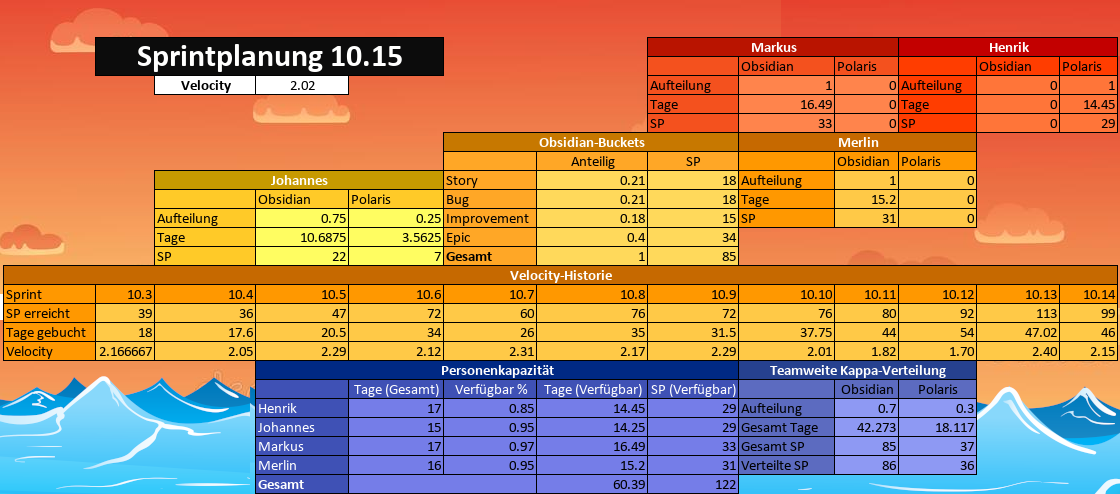 Sprintplanung 10.15
Velocity 2.02
Markus Henrik
Obsidian Polaris Obsidian Polaris
Aufteilung 1 0 Aufteilung 0 1
Tage 16.49 0 Tage 0 14.45
SP 33 0 SP 0 29
Obsidian-Buckets Merlin
Anteilig SP Obsidian Polaris
Johannes Story 0.21 18 Aufteilung 1 0
Obsidian Polaris Bug 0.21 18 Tage 15.2 0
Aufteilung 0.75 0.25 Improvement 0.18 15 SP 31 0
Tage 10.6875 3.5625 Epic 0.4 34
SP 22 7 Gesamt 1 85
Velocity-Historie
Sprint 10.3 10.4 10.5 10.6 10.7 10.8 10.9 10.10 10.11 10.12 10.13 10.14
SP erreicht 39 36 47 72 60 76 72 76 80 92 113 99
Tage gebucht 18 17.6 20.5 34 26 35 31.5 37.75 44 54 47.02 46
Velocity 2.166667 2.05 2.29 2.12 2.31 2.17 2.29 2.01 1.82 1.70 2.40 2.15
Personenkapazität Teamweite Kappa-Verteilung
Tage (Gesamt) Verfügbar % Tage (Verfügbar) SP (Verfügbar) Obsidian Polaris
Henrik 17 0.85 14.45 29 Aufteilung 0.7 0.3
Johannes 15 0.95 14.25 29 Gesamt Tage 42.273 18.117
Markus 17 0.97 16.49 33 Gesamt SP 85 37
Merlin 16 0.95 15.2 31 Verteilte SP 86 36
Gesamt 60.39 122